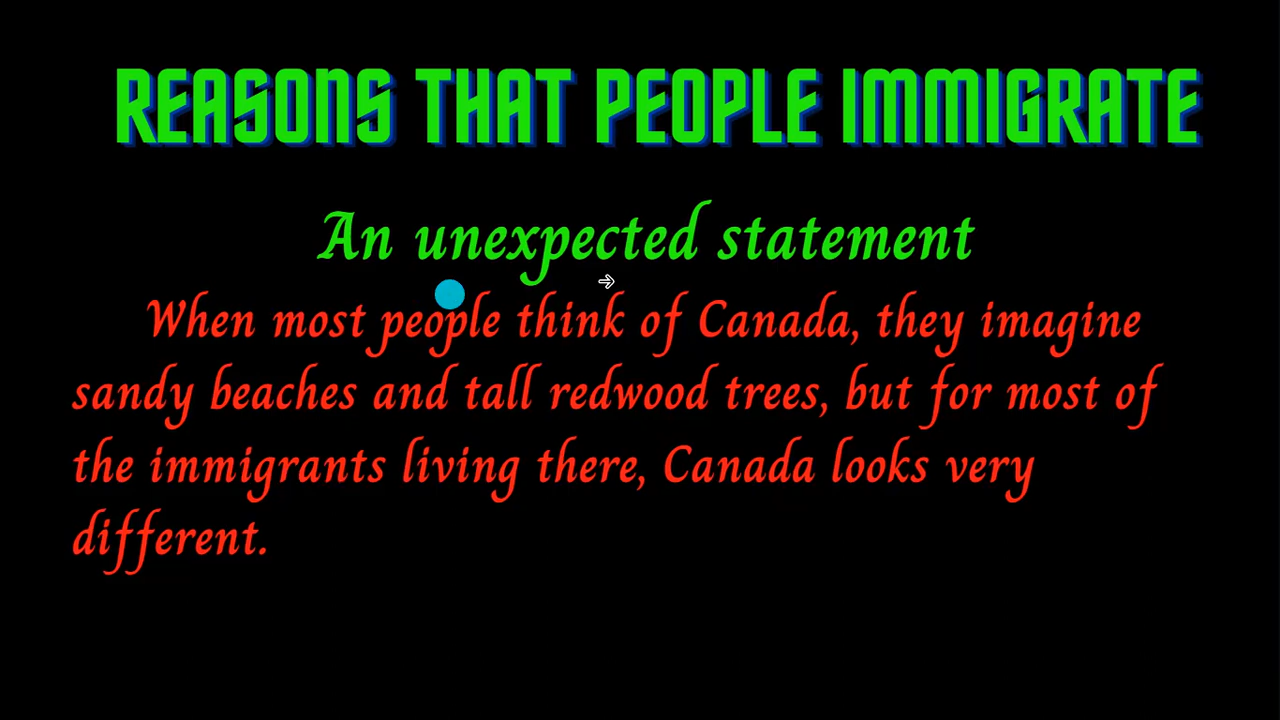 REASONS THAT PEOPLE IMMIGRATE
An unexpected statement
When most people think of Canada, they imagine
sandy beaches and tall redwood trees, but for most of
the immigrants living there, Canada looks very
different.